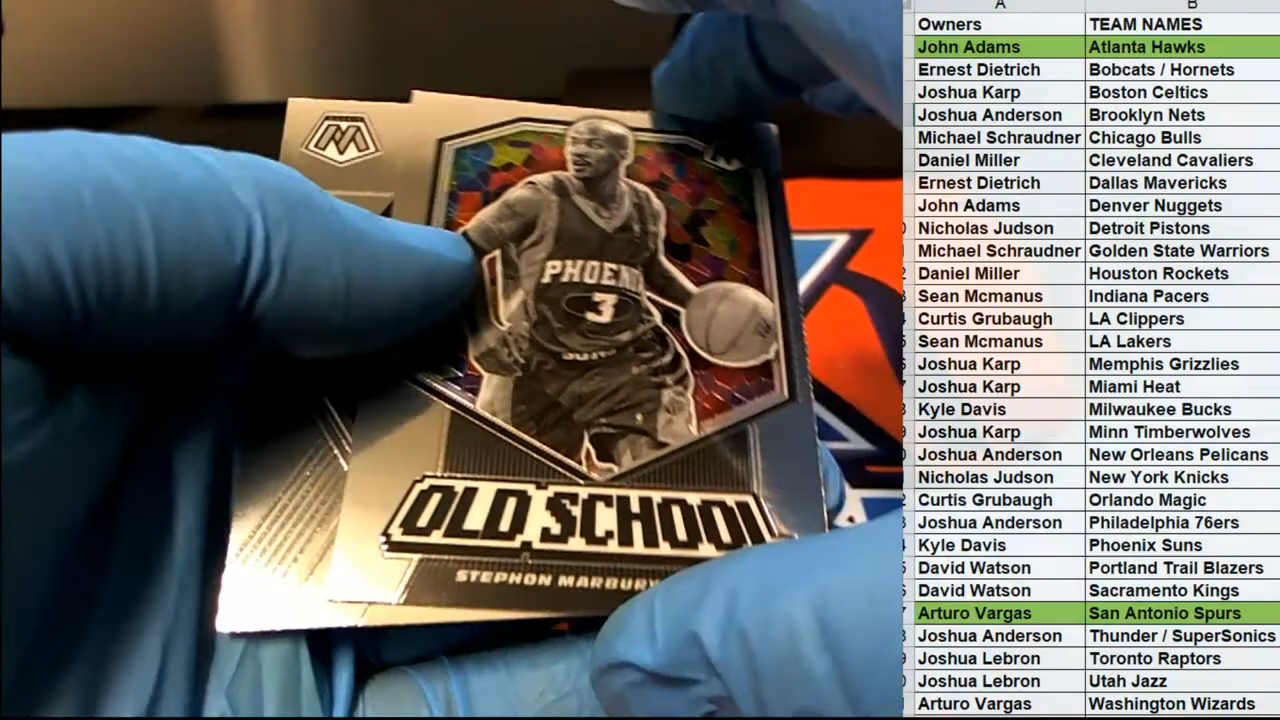 PHOENI
3
SUNS
OLD SCHOOL
STEPHON MARBURY
Owners TEAM NAMES
John Adams Atlanta Hawks
Ernest Dietrich Bobcats / Hornets
Joshua Karp Boston Celtics
Joshua Anderson Brooklyn Nets
Michael Schraudner Chicago Bulls
Daniel Miller Cleveland Cavaliers
Ernest Dietrich Dallas Mavericks
John Adams Denver Nuggets
Nicholas Judson Detroit Pistons
Michael Schraudner Golden State Warriors
Daniel Miller Houston Rockets
Sean Mcmanus Indiana Pacers
Curtis Grubaugh LA Clippers
Sean Mcmanus LA Lakers
Joshua Karp Memphis Grizzlies
Joshua Karp Miami Heat
Kyle Davis Milwaukee Bucks
Joshua Karp Minn Timberwolves
Joshua Anderson New Orleans Pelicans
Nicholas Judson New York Knicks
Curtis Grubaugh Orlando Magic
Joshua Anderson Philadelphia 76ers
Kyle Davis Phoenix Suns
David Watson Portland Trail Blazers
David Watson Sacramento Kings
Arturo Vargas San Antonio Spurs
Joshua Anderson Thunder / SuperSonics
Joshua Lebron Toronto Raptors
Joshua Lebron Utah Jazz
Arturo Vargas Washington Wizards